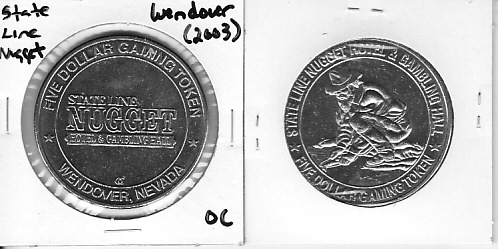 State
Line
Nugget
Wendover
(2003)
FIVE DOLLAR GAMING TOKEN
STATE LINE
NUGGET
HOTEL & GAMBLING HALL
WENDOVER, NEVADA
OC
STATE LINE NUGGET HOTEL & GAMBLING HALL
FIVE DOLLAR GAMING TOKEN